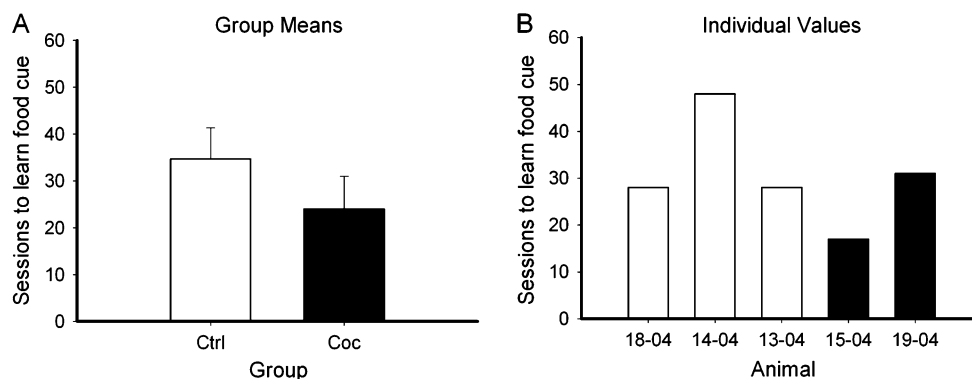 A
Group Means
Sessions to learn food cue
60
50
40
30
20
10
0
Ctrl Coc
Group
B
Individual Values
Sessions to learn food cue
60
50
40
30
20
10
0
18-04 14-04 13-04 15-04 19-04
Animal